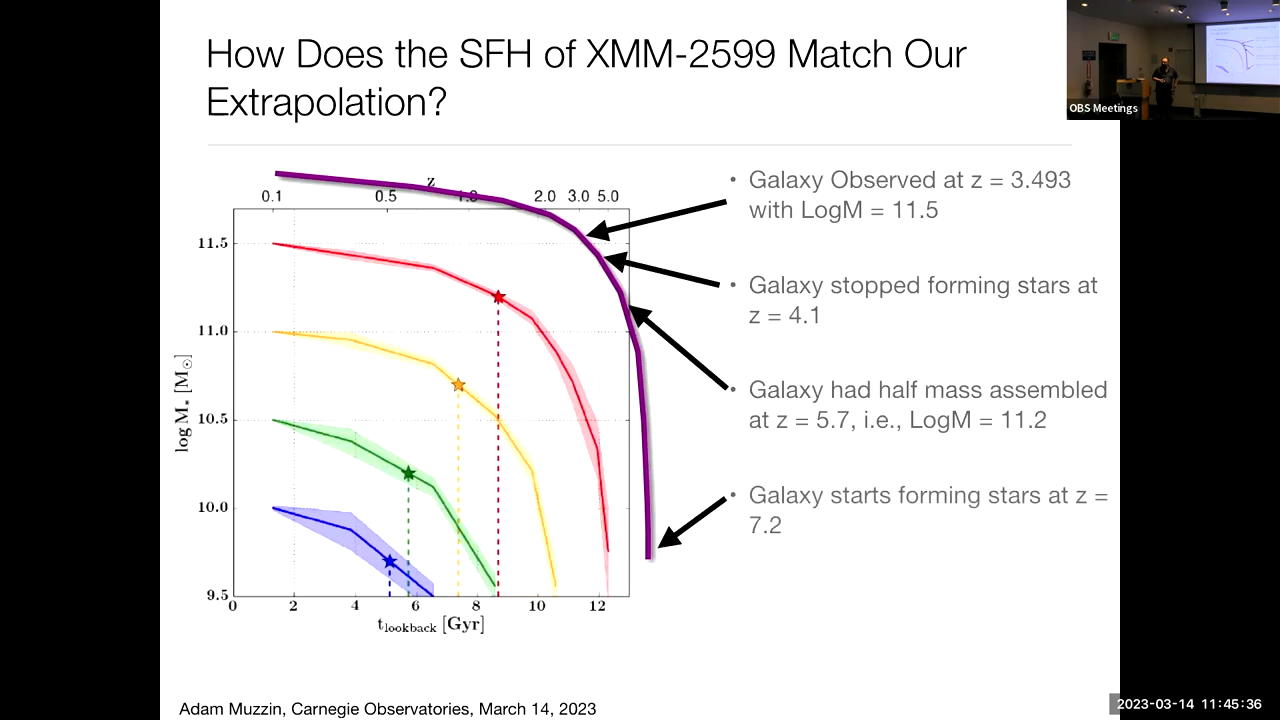 How Does the SFH of XMM-2599 Match Our
Extrapolation?
OBS Meetings
z
0.1 0.5 1.0 2.0 3.0 5.0
11.5
11.0
10.5
10.0
9.5
log M⋆ [M☉]
0 2 4 6 8 10 12
t_lookback [Gyr]
• Galaxy Observed at z = 3.493
with LogM = 11.5
• Galaxy stopped forming stars at
z = 4.1
• Galaxy had half mass assembled
at z = 5.7, i.e., LogM = 11.2
• Galaxy starts forming stars at z =
7.2
Adam Muzzin, Carnegie Observatories, March 14, 2023
2023-03-14 11:45:36